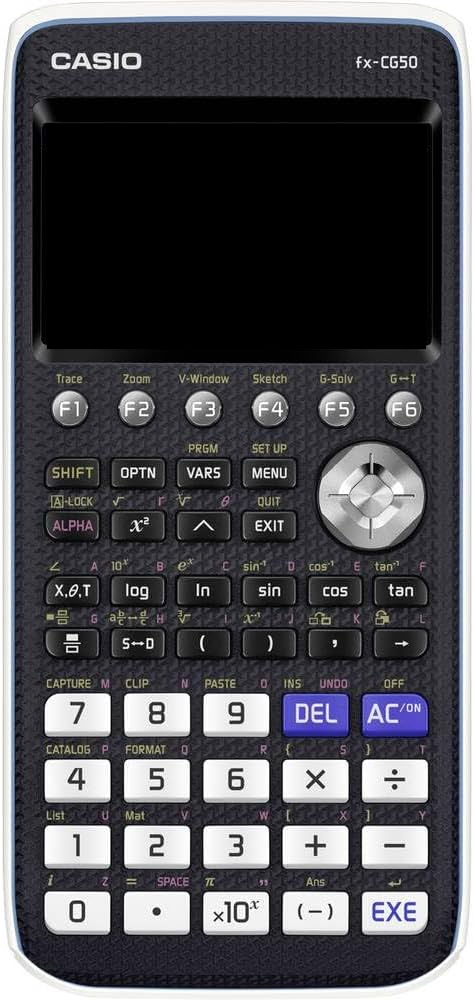 CASIO fx-CG50
Trace Zoom V-Window Sketch G-Solv G↔T
F1 F2 F3 F4 F5 F6
PRGM SET UP
SHIFT OPTN VARS MENU
A-LOCK √ r ˣ√ θ QUIT
ALPHA x² ^ EXIT
∠ A 10ˣ B eˣ C sin⁻¹ D cos⁻¹ E tan⁻¹ F
X,θ,T log ln sin cos tan
G a b/c↔d/c H ³√ I x⁻¹ J K L
S↔D ( ) , →
CAPTURE M CLIP N PASTE O INS UNDO OFF
7 8 9 DEL AC/ON
CATALOG P FORMAT Q R { S } T
4 5 6 × ÷
List U Mat V W [ X ] Y
1 2 3 + −
i Z = SPACE π " Ans ↵
0 • ×10ˣ (−) EXE